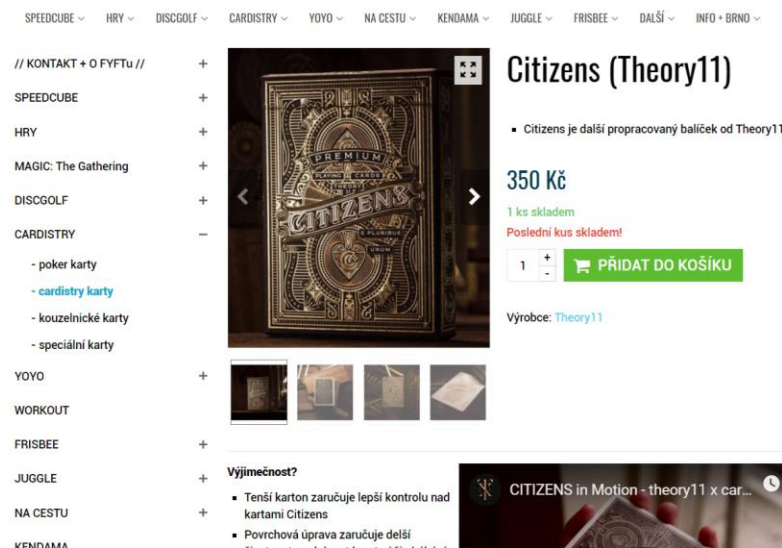 SPEEDCUBE HRY DISCGOLF CARDISTRY YOYO NA CESTU KENDAMA JUGGLE FRISBEE DALŠÍ INFO + BRNO
// KONTAKT + O FYFTu // +
SPEEDCUBE +
HRY +
MAGIC: The Gathering +
DISCGOLF +
CARDISTRY −
- poker karty
- cardistry karty
- kouzelnické karty
- speciální karty
YOYO +
WORKOUT
FRISBEE +
JUGGLE +
NA CESTU +
KENDAMA
PREMIUM
PLAYING CARDS
THEORY
CITIZENS
E PLURIBUS
UNUM
Citizens (Theory11)
Citizens je další propracovaný balíček od Theory11
350 Kč
1 ks skladem
Poslední kus skladem!
1 + -
PŘIDAT DO KOŠÍKU
Výrobce: Theory11
Výjimečnost?
Tenší karton zaručuje lepší kontrolu nad
kartami Citizens
Povrchová úprava zaručuje delší
CITIZENS in Motion - theory11 x car...